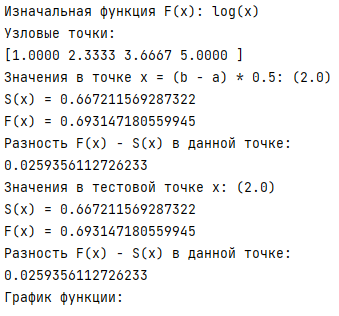 Изначальная функция F(x): log(x)
Узловые точки:
[1.0000 2.3333 3.6667 5.0000 ]
Значения в точке x = (b - a) * 0.5: (2.0)
S(x) = 0.667211569287322
F(x) = 0.693147180559945
Разность F(x) - S(x) в данной точке:
0.0259356112726233
Значения в тестовой точке x: (2.0)
S(x) = 0.667211569287322
F(x) = 0.693147180559945
Разность F(x) - S(x) в данной точке:
0.0259356112726233
График функции: